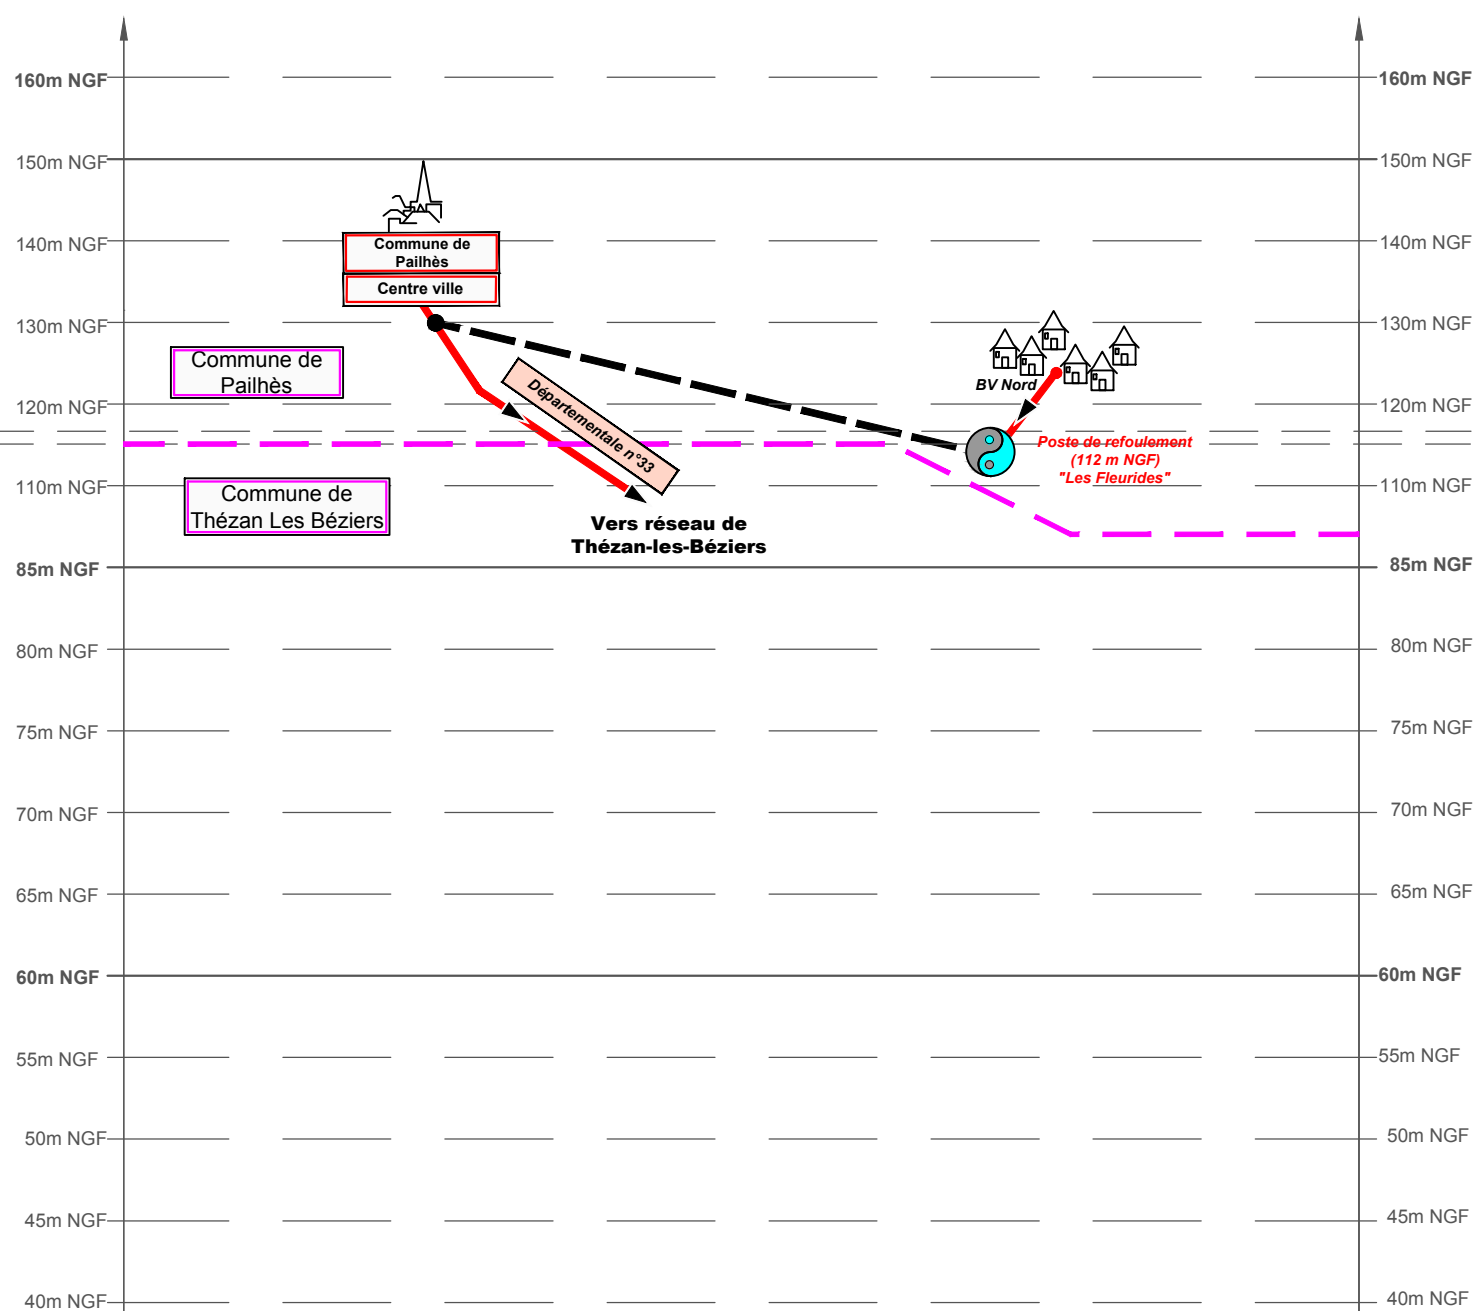 160m NGF
160m NGF
150m NGF
150m NGF
140m NGF
140m NGF
Commune de
Pailhès
Centre ville
130m NGF
130m NGF
Commune de
Pailhès
BV Nord
120m NGF
120m NGF
Départementale n°33
Poste de refoulement
(112 m NGF)
"Les Fleurides"
110m NGF
110m NGF
Commune de
Thézan Les Béziers
Vers réseau de
Thézan-les-Béziers
85m NGF
85m NGF
80m NGF
80m NGF
75m NGF
75m NGF
70m NGF
70m NGF
65m NGF
65m NGF
60m NGF
60m NGF
55m NGF
55m NGF
50m NGF
50m NGF
45m NGF
45m NGF
40m NGF
40m NGF